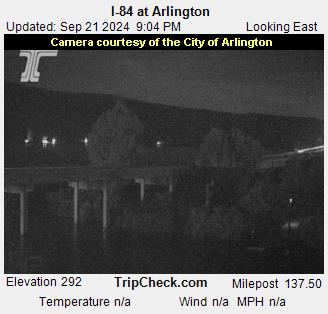 I-84 at Arlington
Updated: Sep 21 2024 9:04 PM Looking East
Camera courtesy of the City of Arlington
Elevation 292 TripCheck.com Milepost 137.50
Temperature n/a Wind n/a MPH n/a